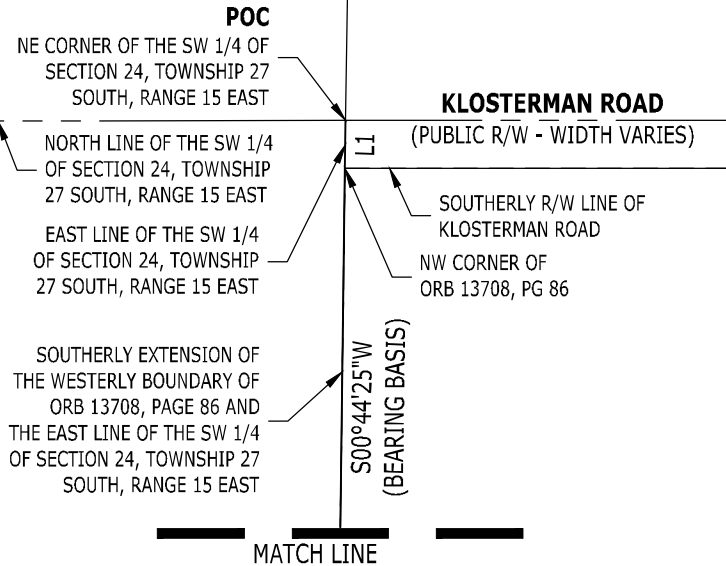 POC
NE CORNER OF THE SW 1/4 OF
SECTION 24, TOWNSHIP 27
SOUTH, RANGE 15 EAST
KLOSTERMAN ROAD
(PUBLIC R/W - WIDTH VARIES)
L1
NORTH LINE OF THE SW 1/4
OF SECTION 24, TOWNSHIP
27 SOUTH, RANGE 15 EAST
SOUTHERLY R/W LINE OF
KLOSTERMAN ROAD
EAST LINE OF THE SW 1/4
OF SECTION 24, TOWNSHIP
27 SOUTH, RANGE 15 EAST
NW CORNER OF
ORB 13708, PG 86
SOUTHERLY EXTENSION OF
THE WESTERLY BOUNDARY OF
ORB 13708, PAGE 86 AND
THE EAST LINE OF THE SW 1/4
OF SECTION 24, TOWNSHIP 27
SOUTH, RANGE 15 EAST
S00º44'25"W
(BEARING BASIS)
MATCH LINE